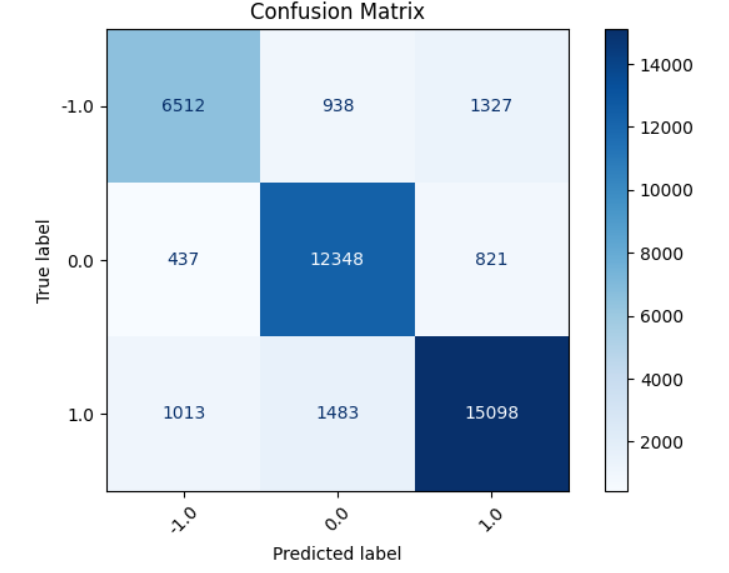 Confusion Matrix
-1.0 6512 938 1327
0.0 437 12348 821
1.0 1013 1483 15098
-1.0 0.0 1.0
Predicted label
True label
14000
12000
10000
8000
6000
4000
2000